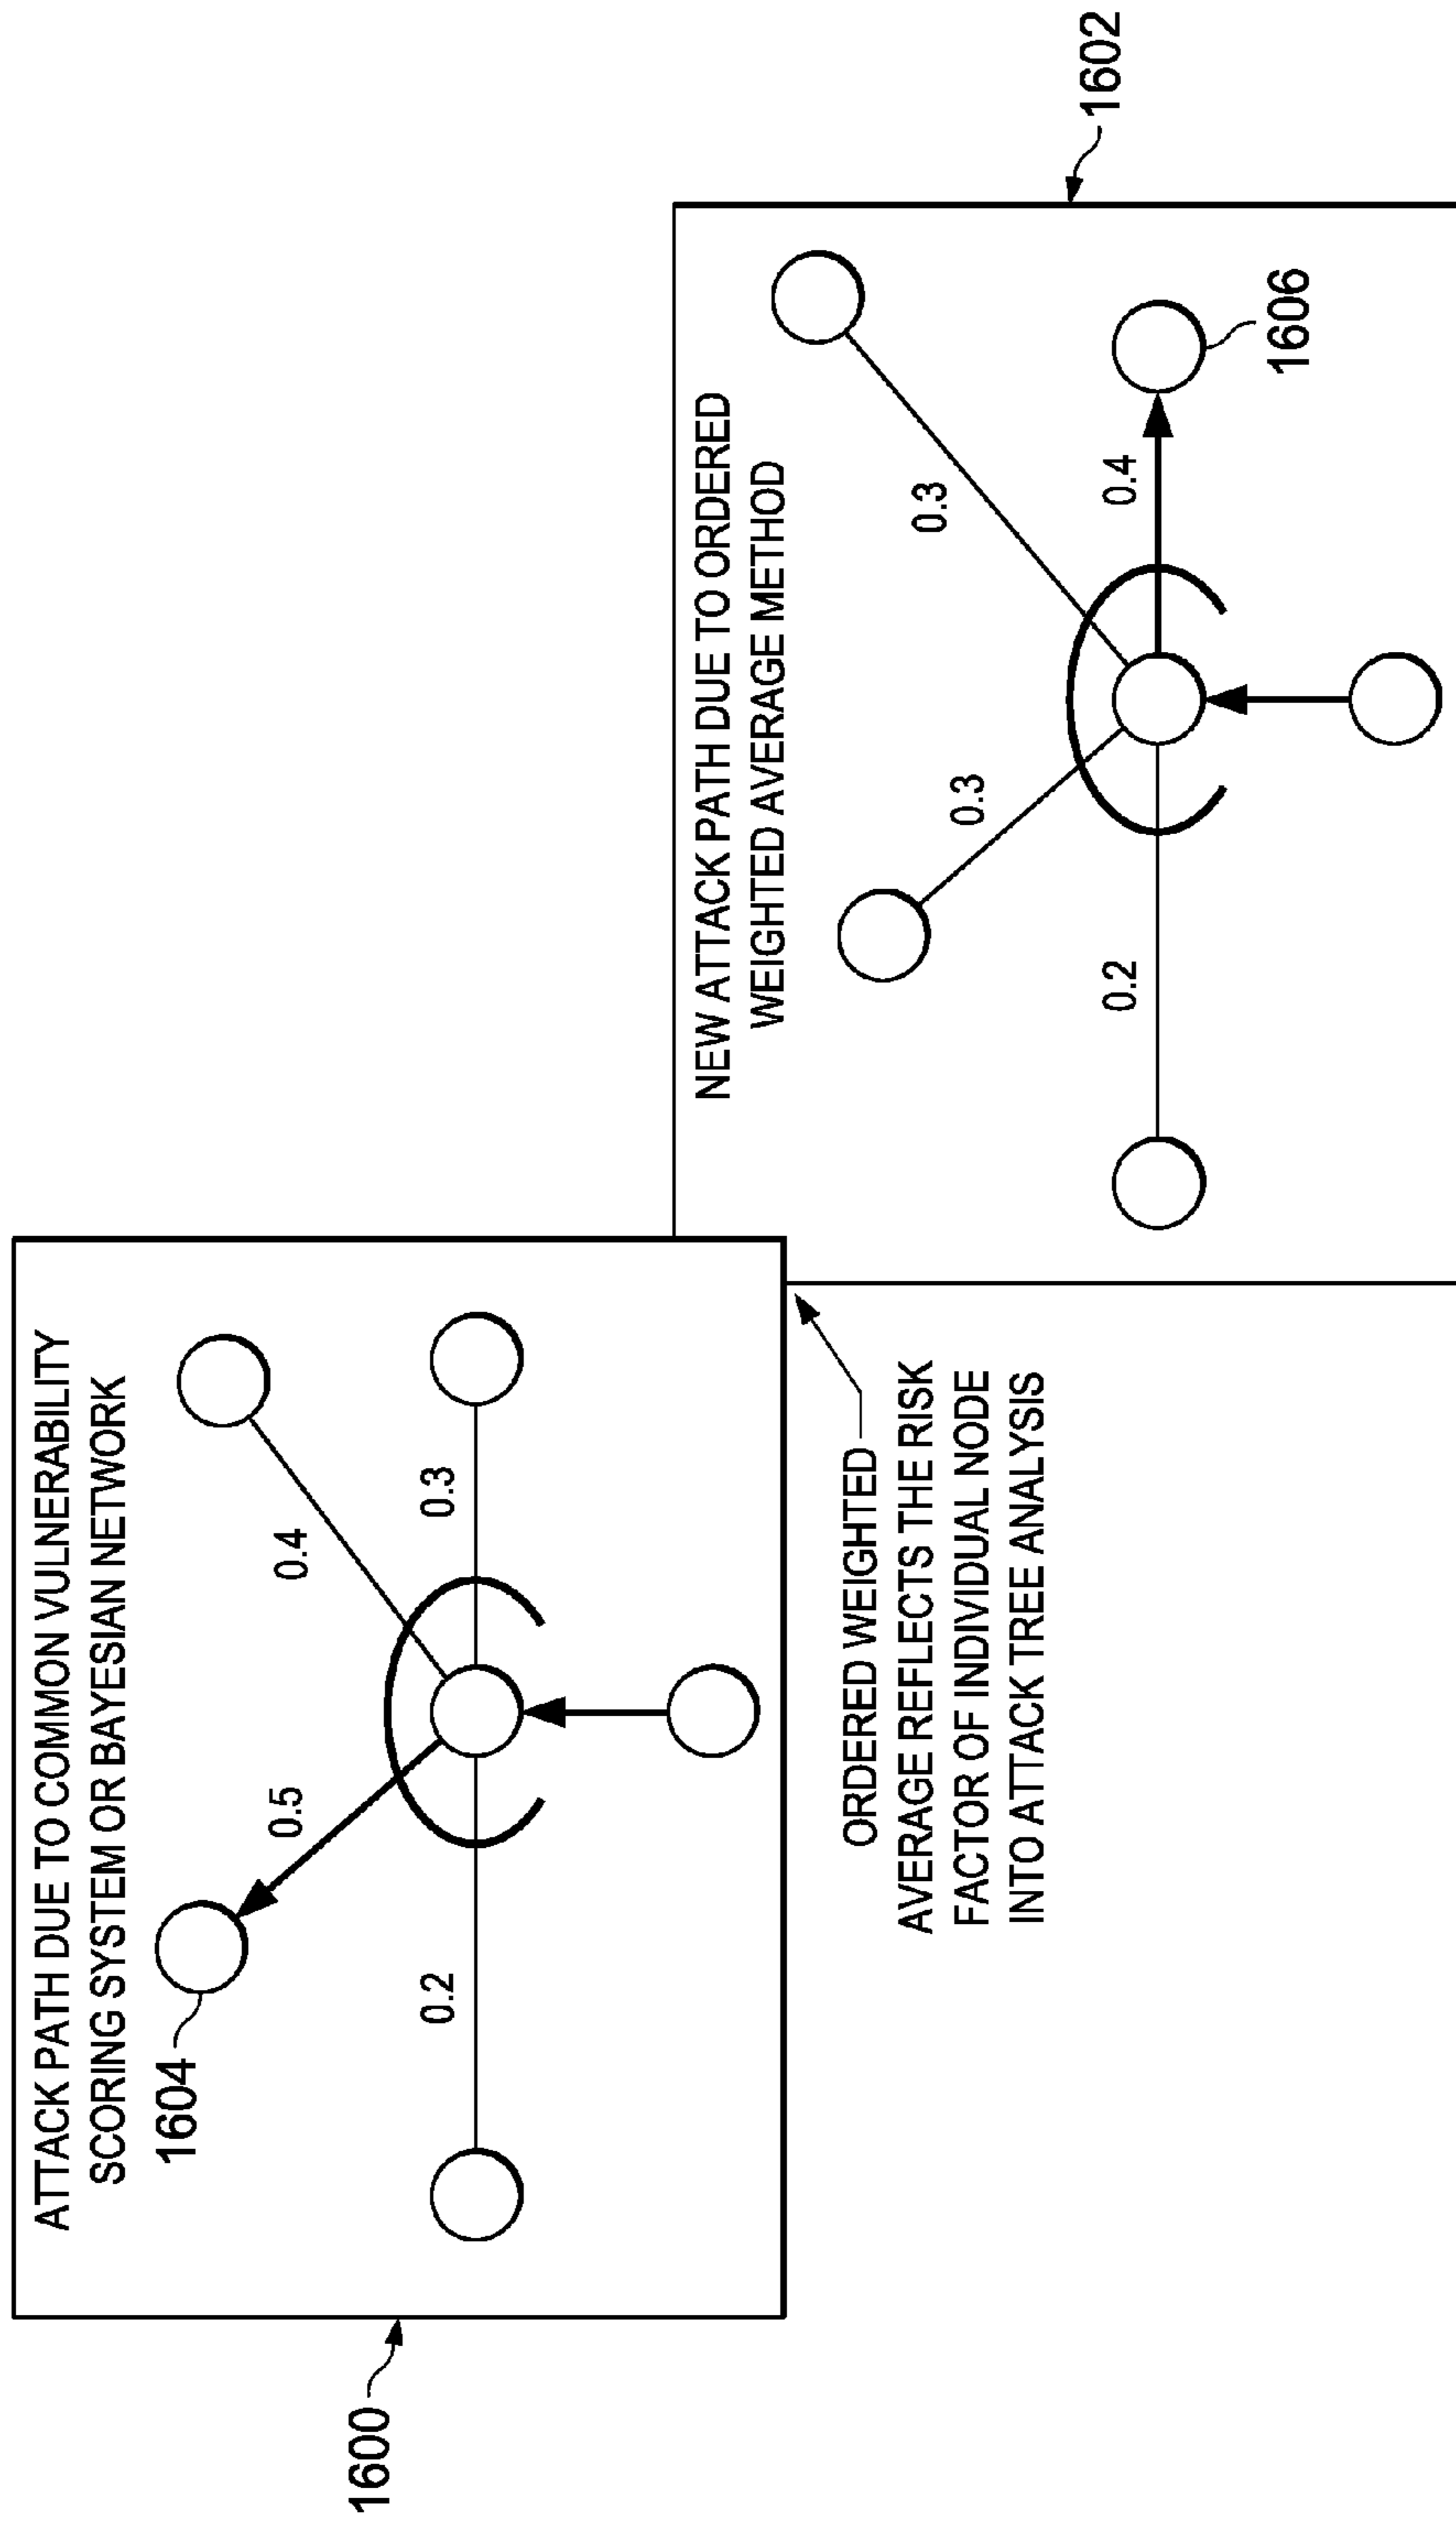 ATTACK PATH DUE TO COMMON VULNERABILITY
SCORING SYSTEM OR BAYESIAN NETWORK
1604
0.5
0.4
0.2
0.3
1600
ORDERED WEIGHTED
AVERAGE REFLECTS THE RISK
FACTOR OF INDIVIDUAL NODE
INTO ATTACK TREE ANALYSIS
NEW ATTACK PATH DUE TO ORDERED
WEIGHTED AVERAGE METHOD
0.3
0.3
0.2
0.4
1606
1602